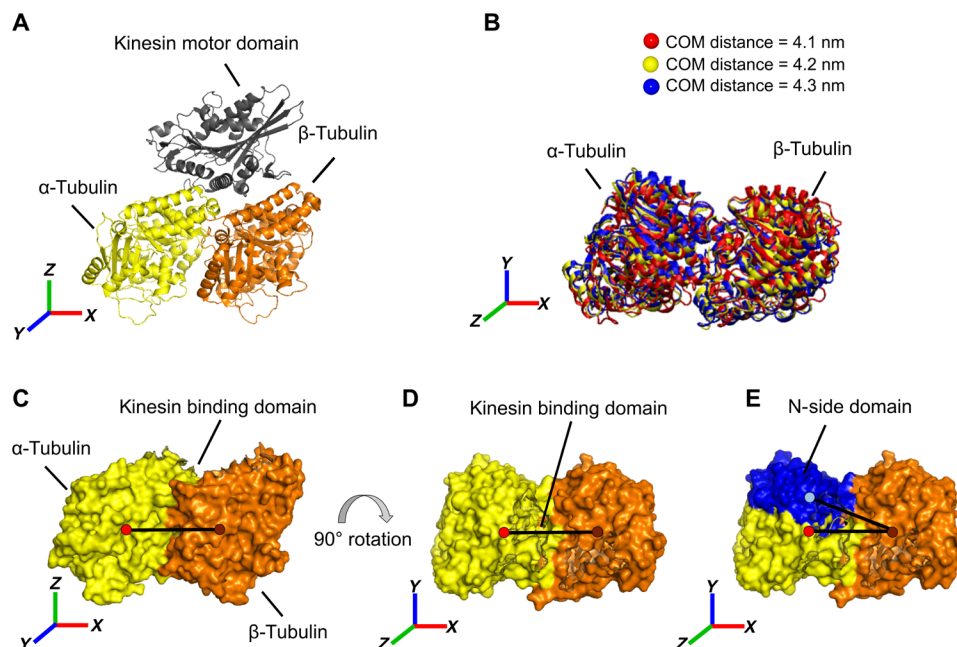 A
Kinesin motor domain
β-Tubulin
α-Tubulin
Z
Y
X
B
COM distance = 4.1 nm
COM distance = 4.2 nm
COM distance = 4.3 nm
α-Tubulin
β-Tubulin
Y
Z
X
C
Kinesin binding domain
α-Tubulin
Z
Y
X
β-Tubulin
90° rotation
D
Kinesin binding domain
Y
Z
X
E
N-side domain
Y
Z
X